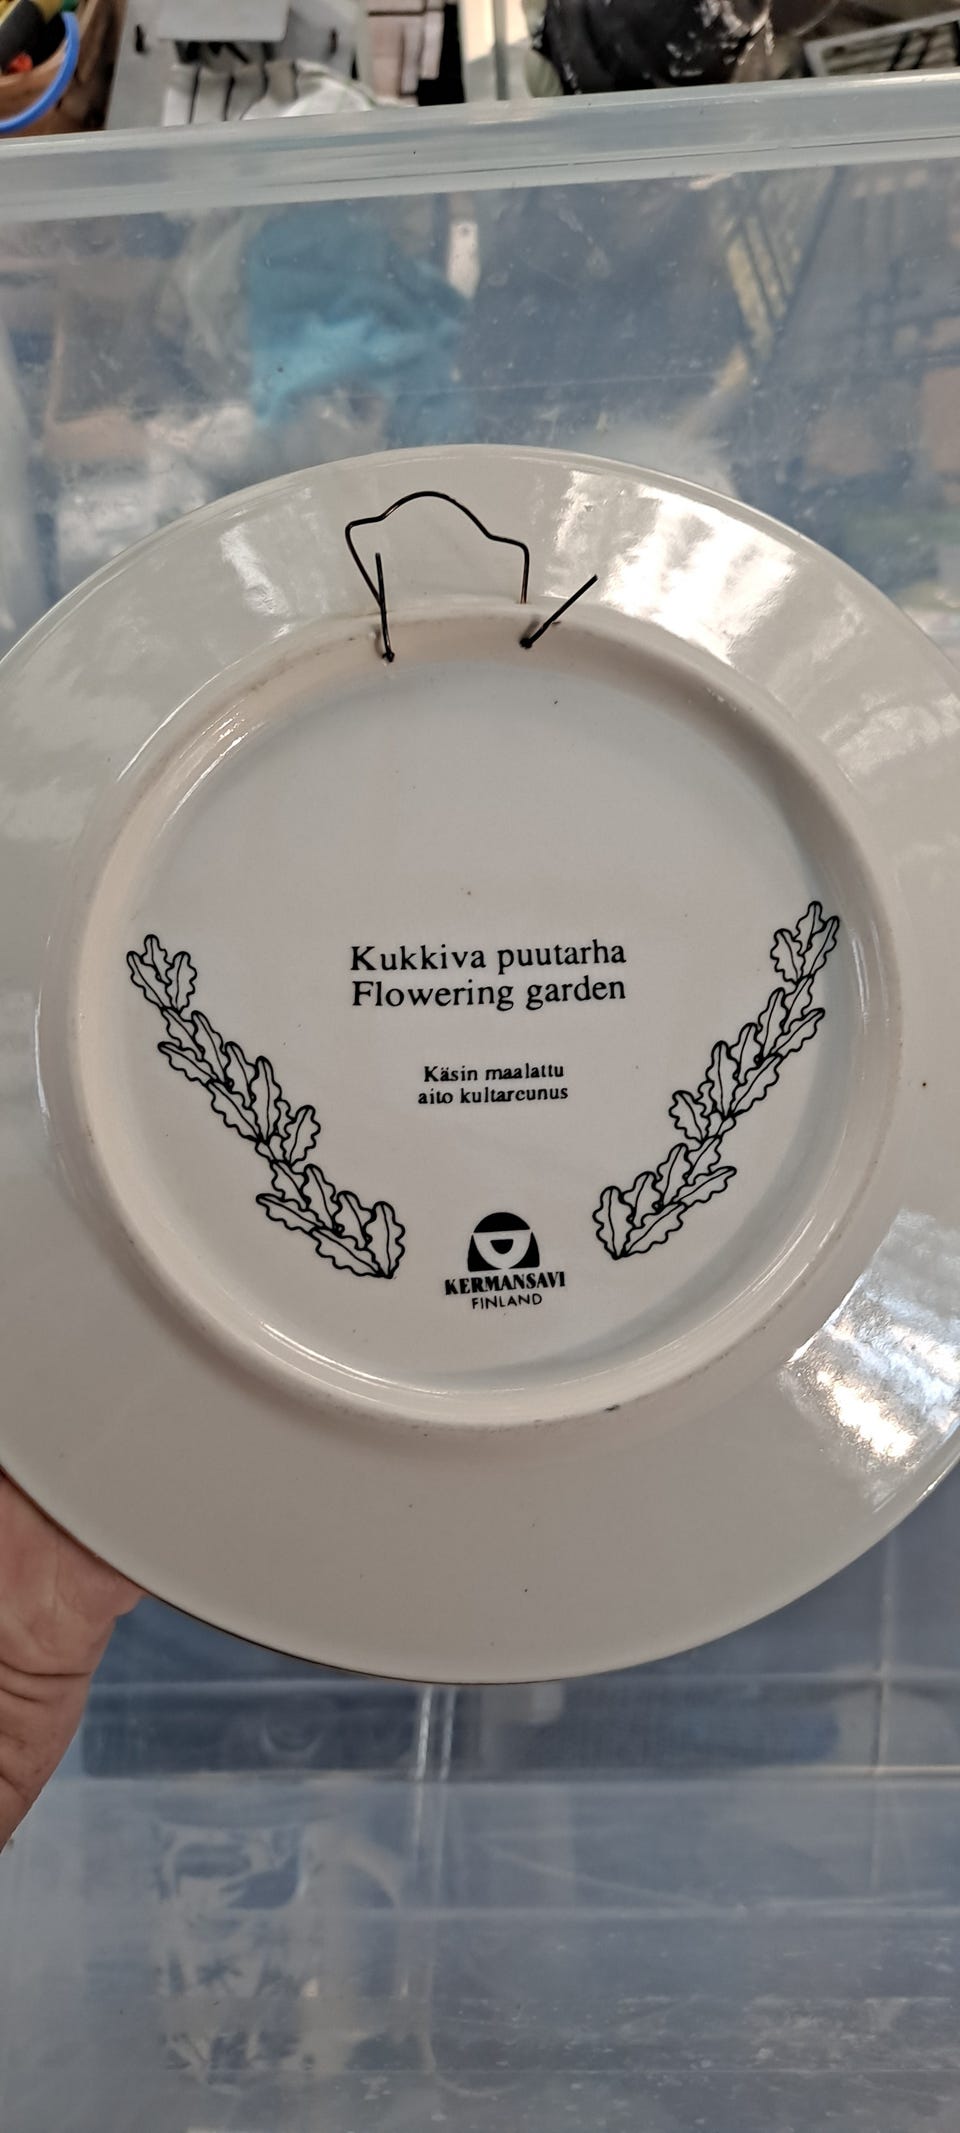 Kukkiva puutarha
Flowering garden
Käsin maalattu
aito kultareunus
KERMANSAVI
FINLAND